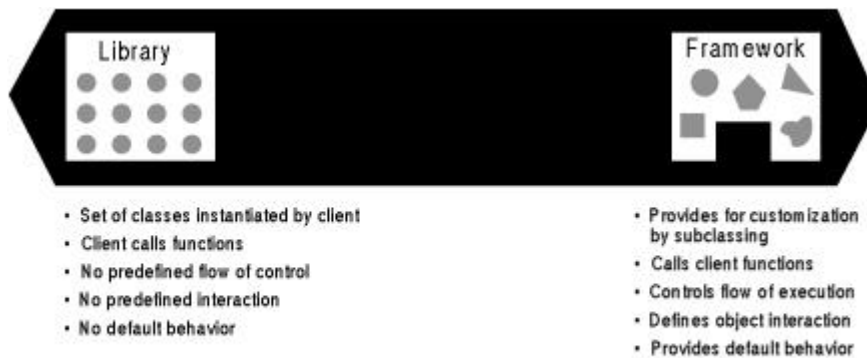 Library
Framework
• Set of classes instantiated by client
• Client calls functions
• No predefined flow of control
• No predefined interaction
• No default behavior
• Provides for customization
by subclassing
• Calls client functions
• Controls flow of execution
• Defines object interaction
• Provides default behavior